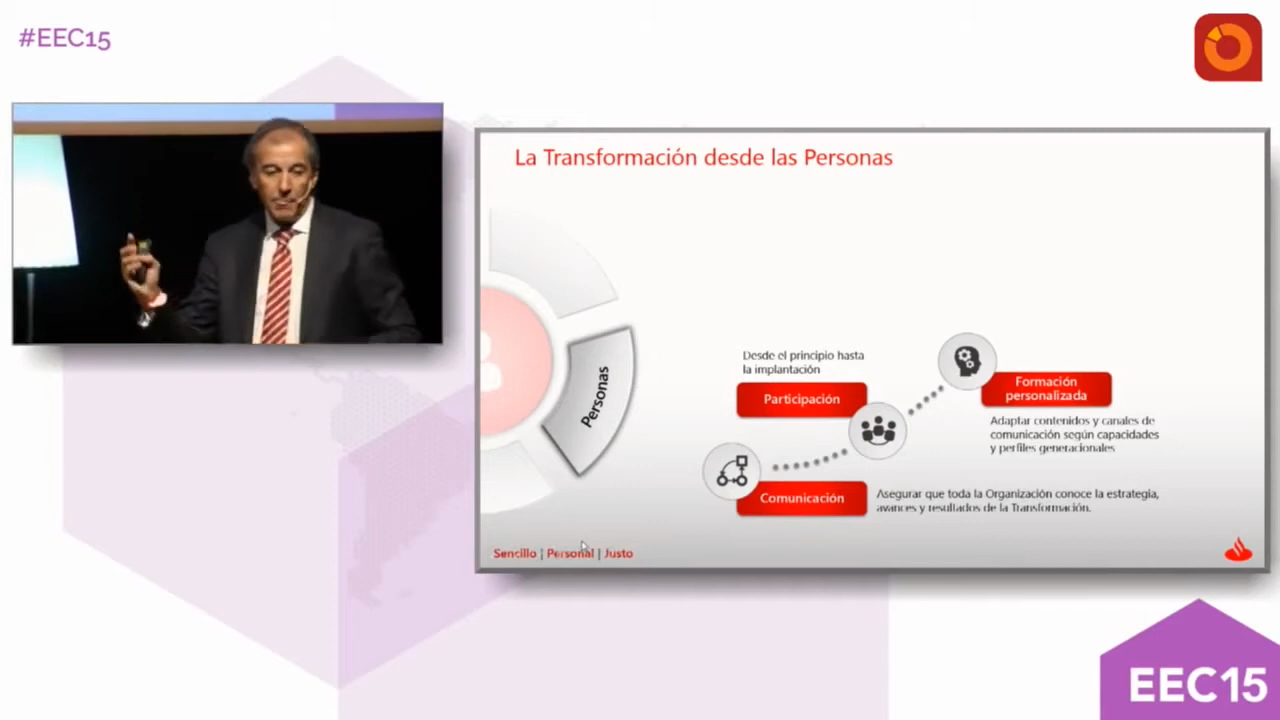 #EEC15
La Transformación desde las Personas
Personas
Desde el principio hasta
la implantación
Participación
Formación
personalizada
Adaptar contenidos y canales de
comunicación según capacidades
y perfiles generacionales
Comunicación
Asegurar que toda la Organización conoce la estrategia,
avances y resultados de la Transformación.
Sencillo | Personal | Justo
EEC15